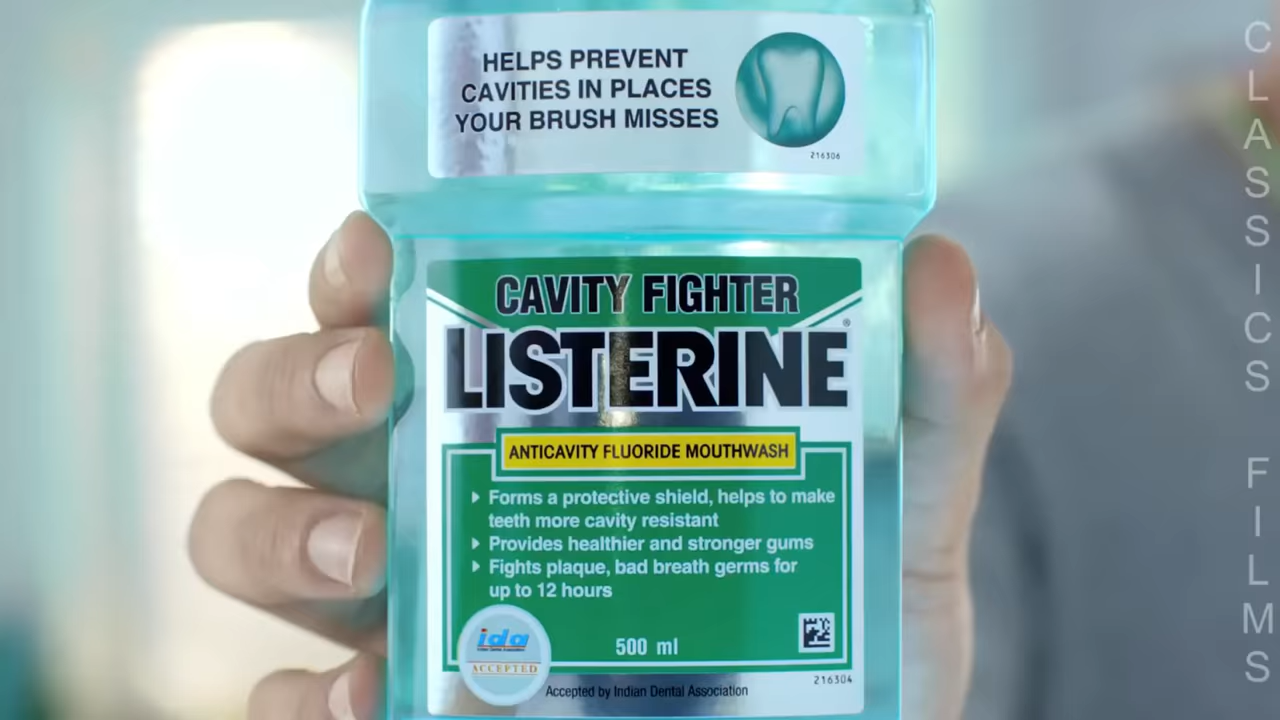 HELPS PREVENT
CAVITIES IN PLACES
YOUR BRUSH MISSES
216306
CAVITY FIGHTER
LISTERINE®
ANTICAVITY FLUORIDE MOUTHWASH
Forms a protective shield, helps to make
teeth more cavity resistant
Provides healthier and stronger gums
Fights plaque, bad breath germs for
up to 12 hours
ida
ACCEPTED
500 ml
216304
Accepted by Indian Dental Association
CLASSICS FILMS